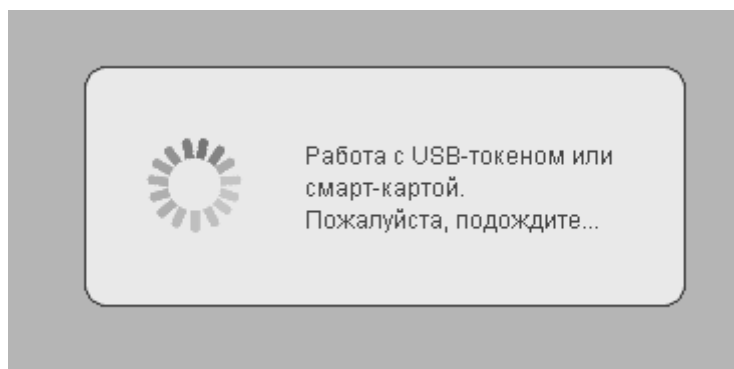 Работа с USB-токеном или
смарт-картой.
Пожалуйста, подождите...